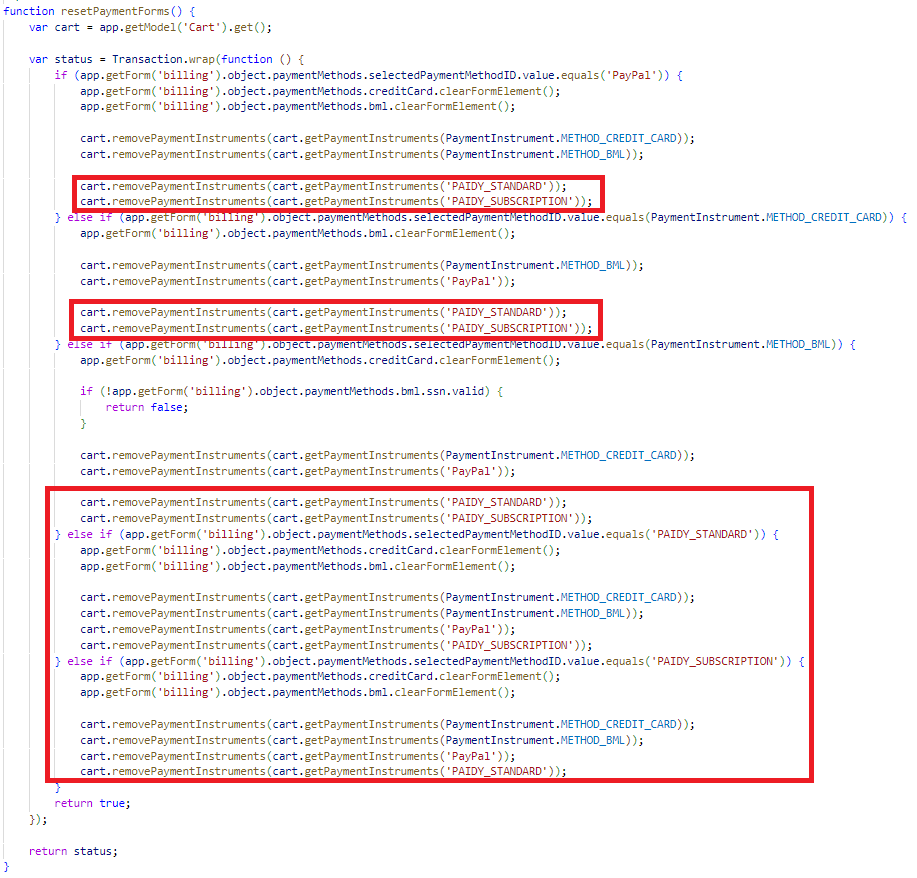 function resetPaymentForms() {
    var cart = app.getModel('Cart').get();

    var status = Transaction.wrap(function () {
        if (app.getForm('billing').object.paymentMethods.selectedPaymentMethodID.value.equals('PayPal')) {
            app.getForm('billing').object.paymentMethods.creditCard.clearFormElement();
            app.getForm('billing').object.paymentMethods.bml.clearFormElement();

            cart.removePaymentInstruments(cart.getPaymentInstruments(PaymentInstrument.METHOD_CREDIT_CARD));
            cart.removePaymentInstruments(cart.getPaymentInstruments(PaymentInstrument.METHOD_BML));

            cart.removePaymentInstruments(cart.getPaymentInstruments('PAIDY_STANDARD'));
            cart.removePaymentInstruments(cart.getPaymentInstruments('PAIDY_SUBSCRIPTION'));
        } else if (app.getForm('billing').object.paymentMethods.selectedPaymentMethodID.value.equals(PaymentInstrument.METHOD_CREDIT_CARD)) {
            app.getForm('billing').object.paymentMethods.bml.clearFormElement();

            cart.removePaymentInstruments(cart.getPaymentInstruments(PaymentInstrument.METHOD_BML));
            cart.removePaymentInstruments(cart.getPaymentInstruments('PayPal'));

            cart.removePaymentInstruments(cart.getPaymentInstruments('PAIDY_STANDARD'));
            cart.removePaymentInstruments(cart.getPaymentInstruments('PAIDY_SUBSCRIPTION'));
        } else if (app.getForm('billing').object.paymentMethods.selectedPaymentMethodID.value.equals(PaymentInstrument.METHOD_BML)) {
            app.getForm('billing').object.paymentMethods.creditCard.clearFormElement();

            if (!app.getForm('billing').object.paymentMethods.bml.ssn.valid) {
                return false;
            }

            cart.removePaymentInstruments(cart.getPaymentInstruments(PaymentInstrument.METHOD_CREDIT_CARD));
            cart.removePaymentInstruments(cart.getPaymentInstruments('PayPal'));

            cart.removePaymentInstruments(cart.getPaymentInstruments('PAIDY_STANDARD'));
            cart.removePaymentInstruments(cart.getPaymentInstruments('PAIDY_SUBSCRIPTION'));
        } else if (app.getForm('billing').object.paymentMethods.selectedPaymentMethodID.value.equals('PAIDY_STANDARD')) {
            app.getForm('billing').object.paymentMethods.creditCard.clearFormElement();
            app.getForm('billing').object.paymentMethods.bml.clearFormElement();

            cart.removePaymentInstruments(cart.getPaymentInstruments(PaymentInstrument.METHOD_CREDIT_CARD));
            cart.removePaymentInstruments(cart.getPaymentInstruments(PaymentInstrument.METHOD_BML));
            cart.removePaymentInstruments(cart.getPaymentInstruments('PayPal'));
            cart.removePaymentInstruments(cart.getPaymentInstruments('PAIDY_SUBSCRIPTION'));
        } else if (app.getForm('billing').object.paymentMethods.selectedPaymentMethodID.value.equals('PAIDY_SUBSCRIPTION')) {
            app.getForm('billing').object.paymentMethods.creditCard.clearFormElement();
            app.getForm('billing').object.paymentMethods.bml.clearFormElement();

            cart.removePaymentInstruments(cart.getPaymentInstruments(PaymentInstrument.METHOD_CREDIT_CARD));
            cart.removePaymentInstruments(cart.getPaymentInstruments(PaymentInstrument.METHOD_BML));
            cart.removePaymentInstruments(cart.getPaymentInstruments('PayPal'));
            cart.removePaymentInstruments(cart.getPaymentInstruments('PAIDY_STANDARD'));
        }
        return true;
    });

    return status;
}